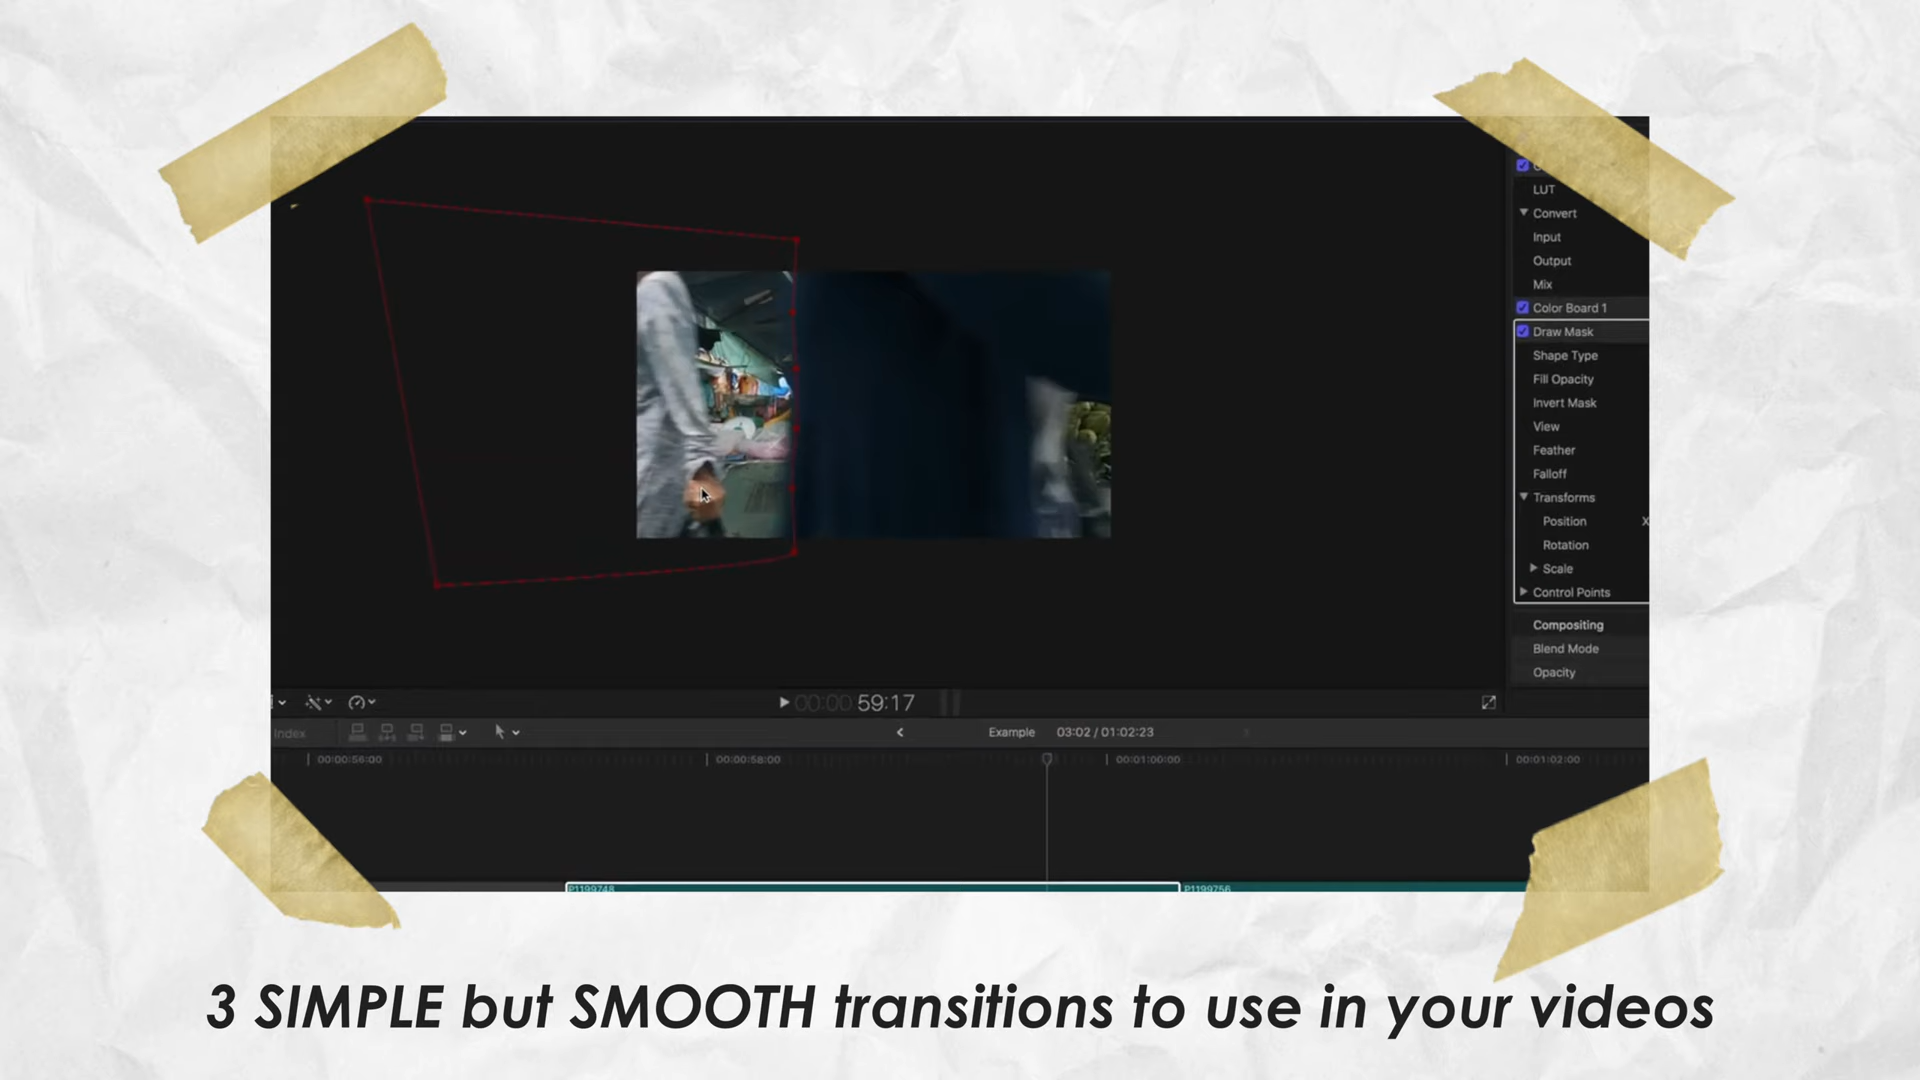 LUT
Convert
Input
Output
Mix
Color Board 1
Draw Mask
Shape Type
Fill Opacity
Invert Mask
View
Feather
Falloff
Transforms
Position X
Rotation
Scale
Control Points
Compositing
Blend Mode
Opacity
00:00 59:17
Index
Example 03:02 / 01:02:23
00:00:56:00 00:00:58:00 00:01:00:00 00:01:02:00
P1199748 P1199756
3 SIMPLE but SMOOTH transitions to use in your videos